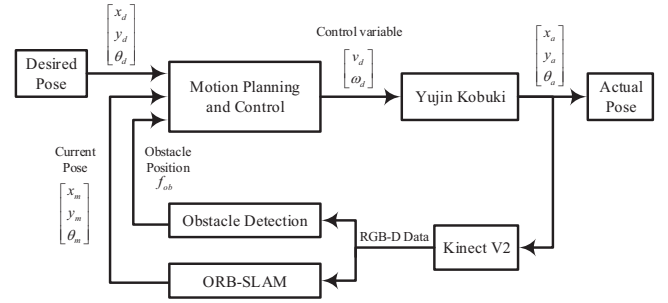 Desired
Pose
[x_d
y_d
θ_d]
Motion Planning
and Control
Control variable
[v_d
ω_d]
Yujin Kobuki
[x_a
y_a
θ_a]
Actual
Pose
Current
Pose
[x_m
y_m
θ_m]
Obstacle
Position
f_ob
Obstacle Detection
RGB-D Data
Kinect V2
ORB-SLAM